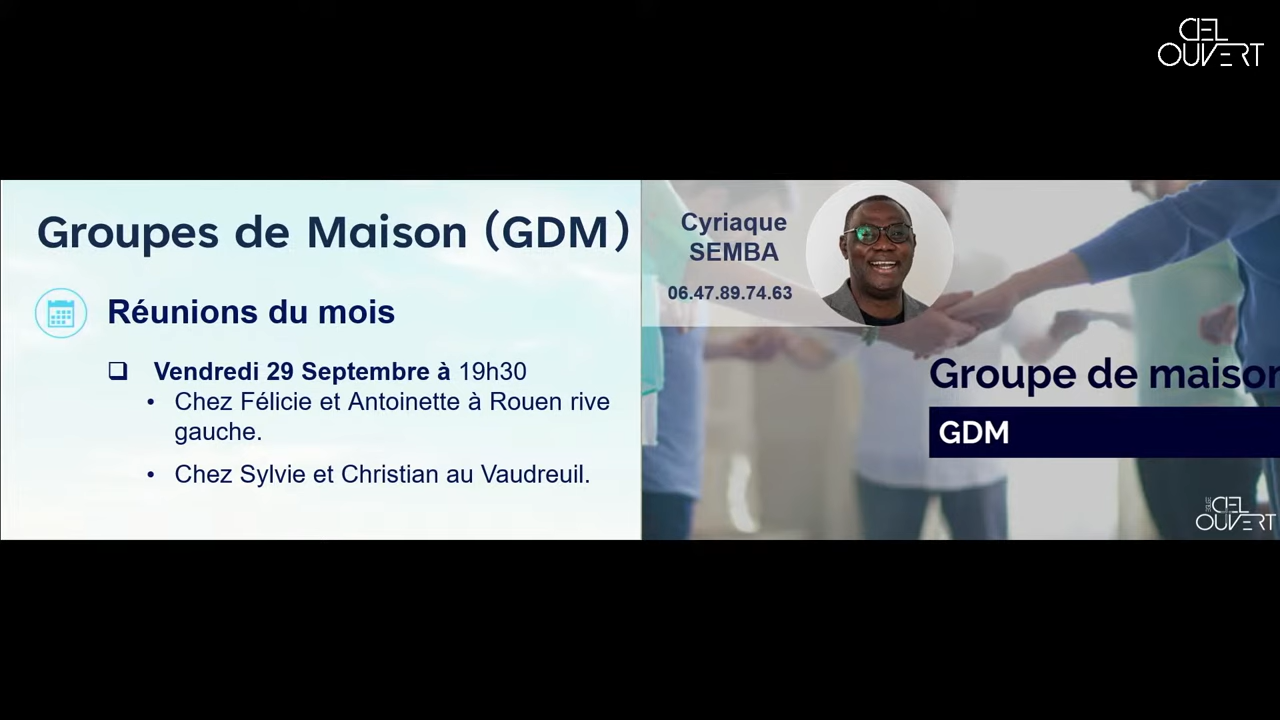 CIEL
OUVERT
Groupes de Maison (GDM)
Réunions du mois
❑ Vendredi 29 Septembre à 19h30
• Chez Félicie et Antoinette à Rouen rive
gauche.
• Chez Sylvie et Christian au Vaudreuil.
Cyriaque
SEMBA
06.47.89.74.63
Groupe de maison
GDM
CIEL
OUVERT